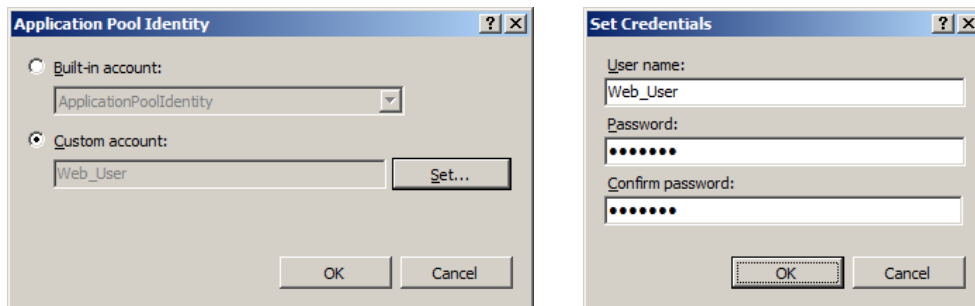 Application Pool Identity
Built-in account:
ApplicationPoolIdentity
Custom account:
Web_User
Set...
OK Cancel
Set Credentials
User name:
Web_User
Password:
•••••••
Confirm password:
•••••••
OK Cancel